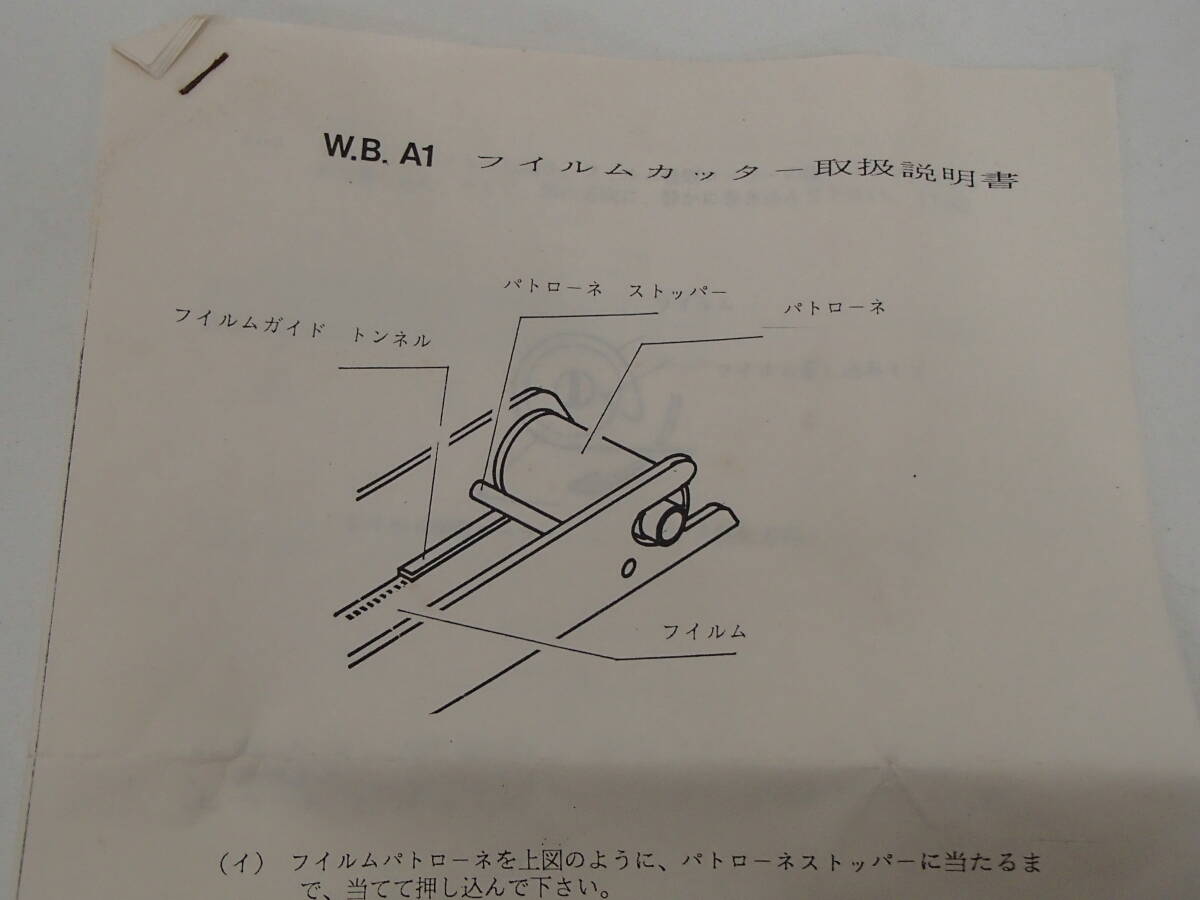 W.B. A1 フイルムカッター取扱説明書
パトローネ ストッパー
パトローネ
フイルムガイド トンネル
フイルム
(イ) フイルムパトローネを上図のように、パトローネストッパーに当たるま
で、当てて押し込んで下さい。